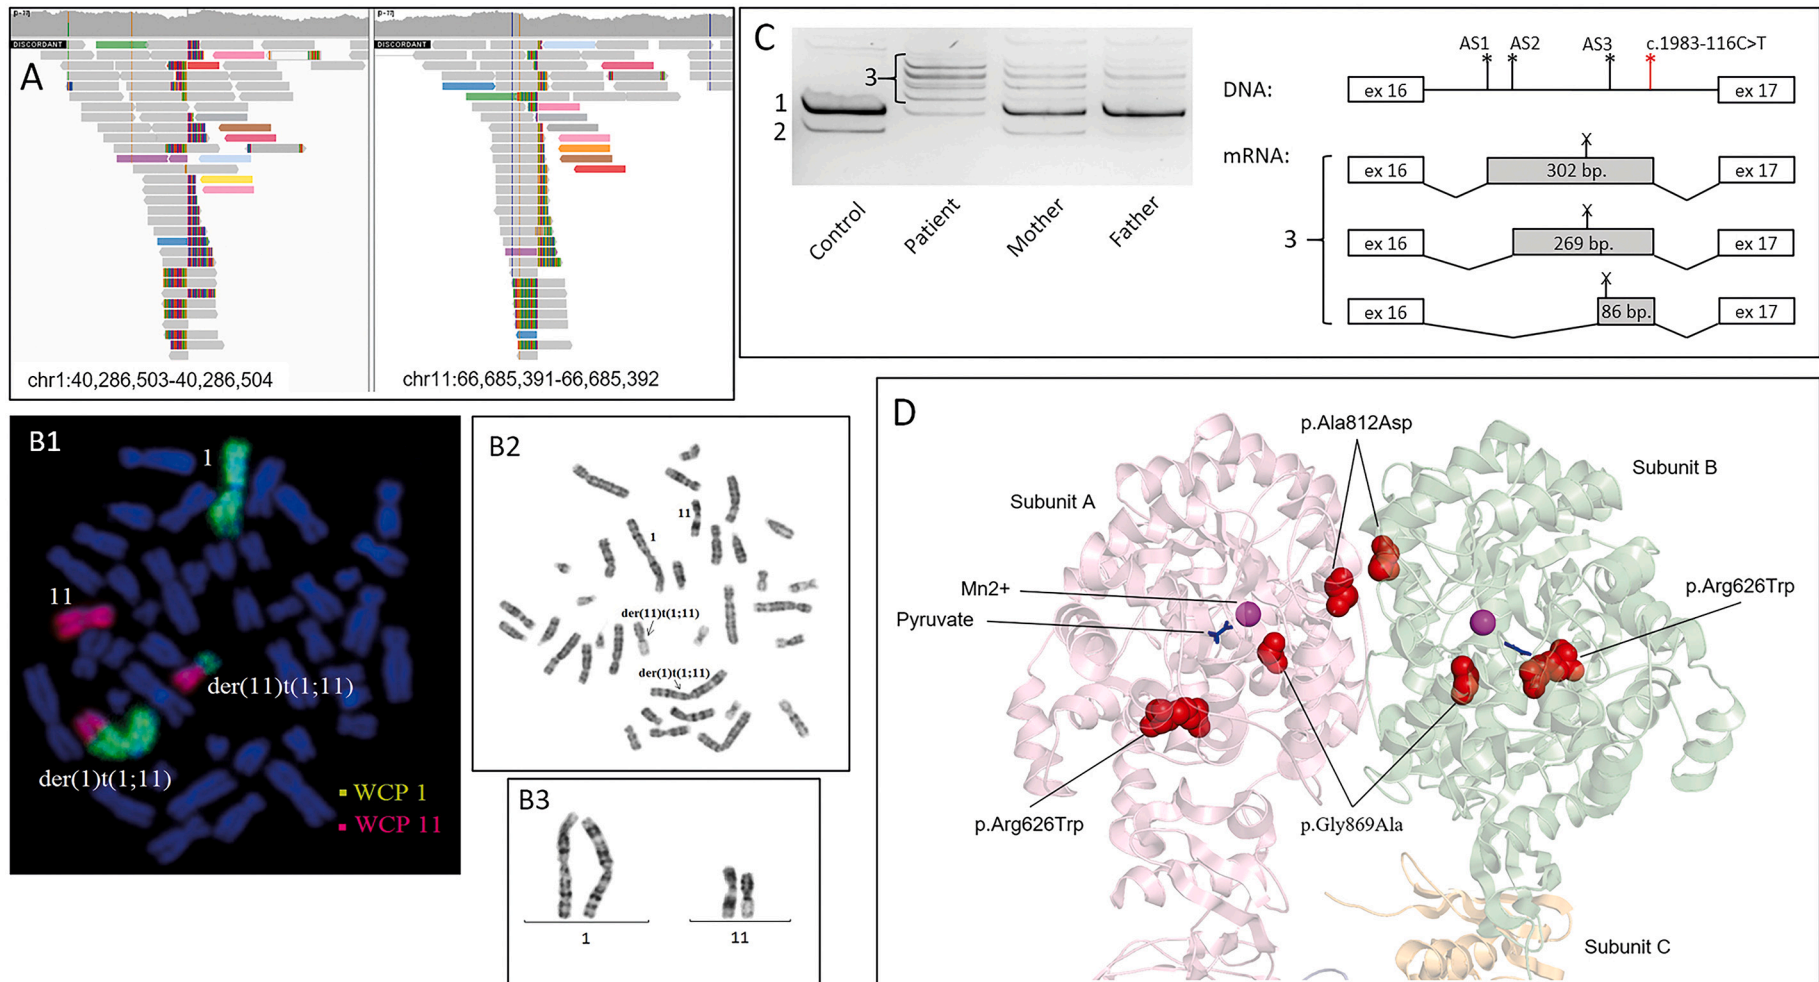 DISCORDANT
DISCORDANT
A
chr1:40,286,503-40,286,504
chr11:66,685,391-66,685,392
C
3
1
2
Control
Patient
Mother
Father
AS1
AS2
AS3
c.1983-116C>T
DNA:
ex 16
ex 17
mRNA:
3
ex 16
302 bp.
ex 17
ex 16
269 bp.
ex 17
ex 16
86 bp.
ex 17
B1
1
11
der(11)t(1;11)
der(1)t(1;11)
WCP 1
WCP 11
B2
11
1
der(11)t(1;11)
der(1)t(1;11)
B3
1
11
D
p.Ala812Asp
Subunit A
Subunit B
Mn2+
Pyruvate
p.Arg626Trp
p.Arg626Trp
p.Gly869Ala
Subunit C